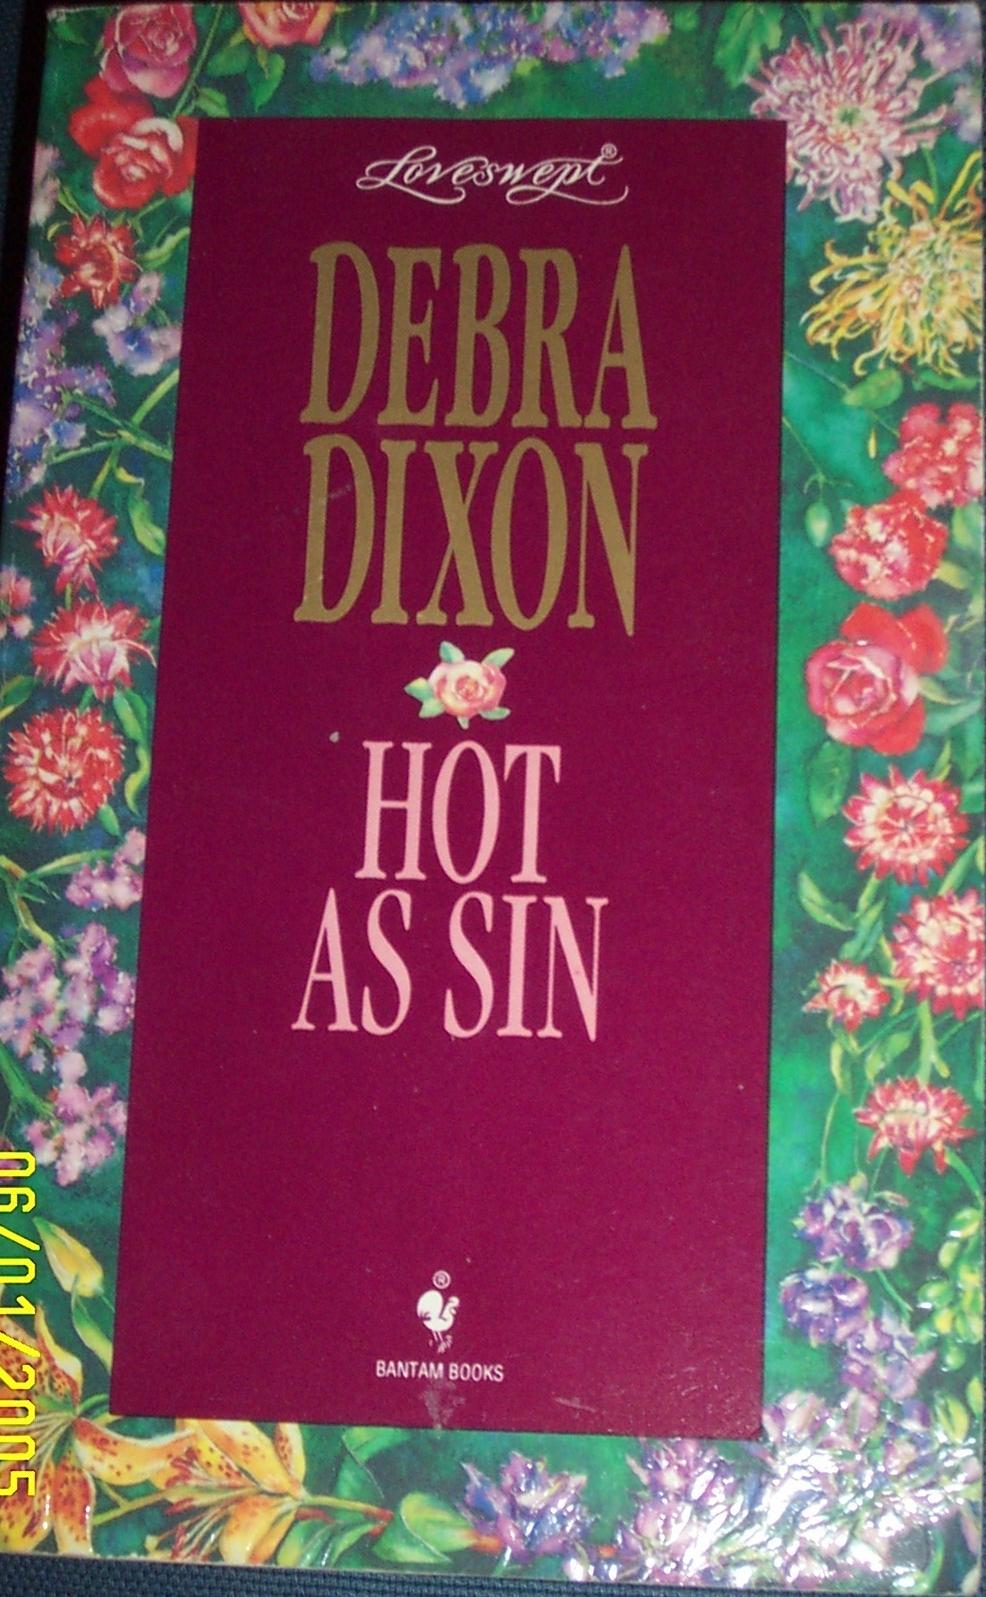 Loveswept®
DEBRA
DIXON
HOT
AS SIN
®
BANTAM BOOKS
06/01/2005